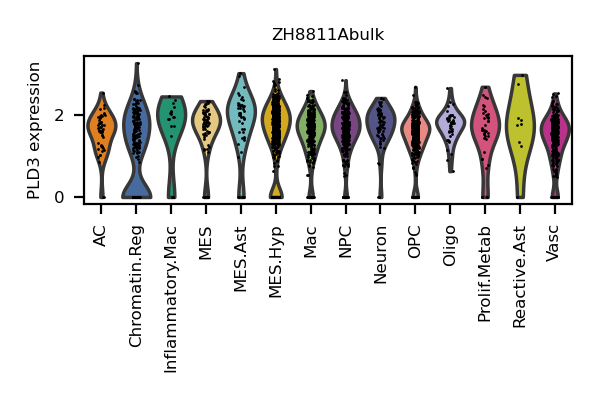 ZH8811Abulk
PLD3 expression
2
0
AC
Chromatin.Reg
Inflammatory.Mac
MES
MES.Ast
MES.Hyp
Mac
NPC
Neuron
OPC
Oligo
Prolif.Metab
Reactive.Ast
Vasc